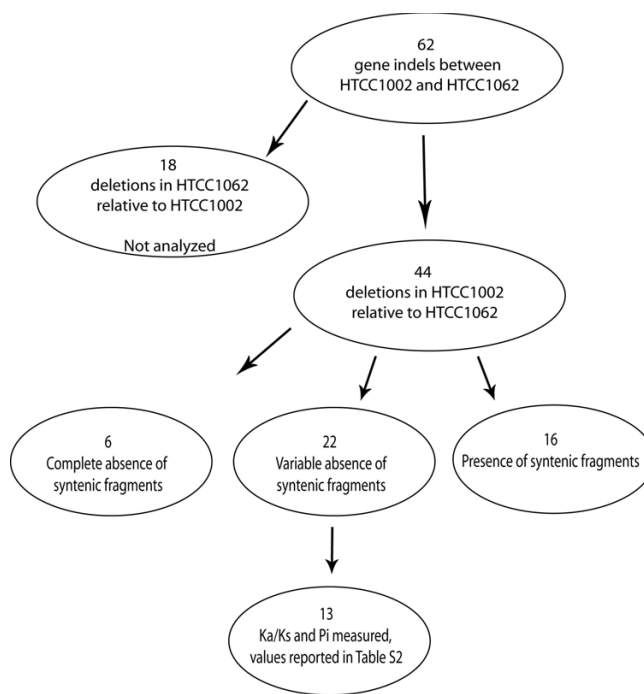 62
gene indels between
HTCC1002 and HTCC1062
18
deletions in HTCC1062
relative to HTCC1002
Not analyzed
44
deletions in HTCC1002
relative to HTCC1062
6
Complete absence of
syntenic fragments
22
Variable absence of
syntenic fragments
16
Presence of syntenic fragments
13
Ka/Ks and Pi measured,
values reported in Table S2